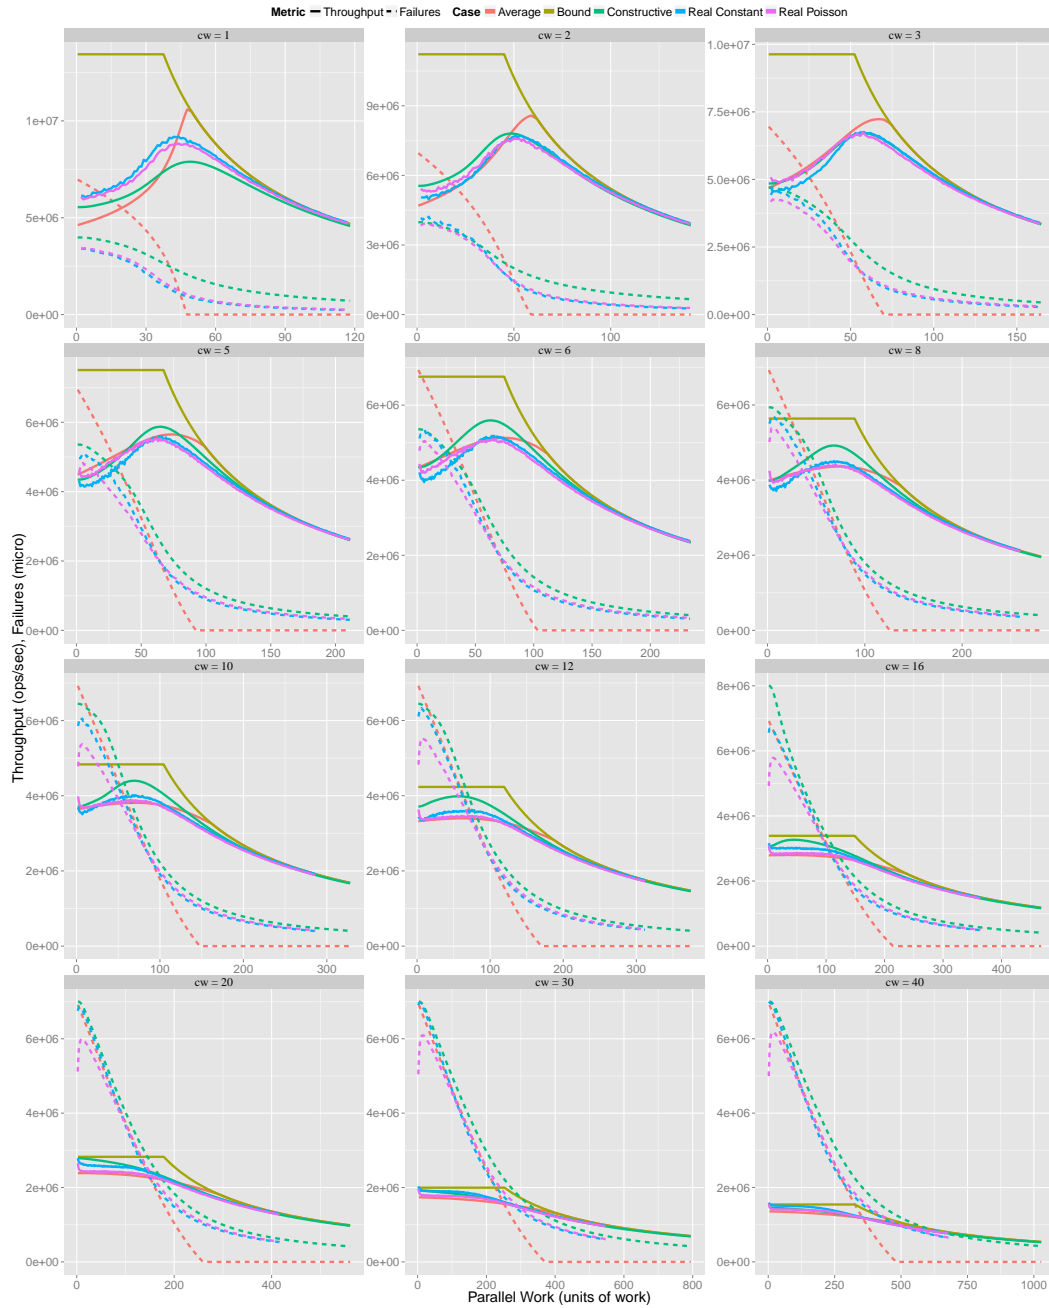 Metric Throughput Failures Case Average Bound Constructive Real Constant Real Poisson
cw = 1
cw = 2
cw = 3
1e+07
5e+06
0e+00
0 30 60 90 120
9e+06
6e+06
3e+06
0e+00
0 50 100
1.0e+07
7.5e+06
5.0e+06
2.5e+06
0.0e+00
0 50 100 150
cw = 5
cw = 6
cw = 8
6e+06
4e+06
2e+06
0e+00
0 50 100 150 200
6e+06
4e+06
2e+06
0e+00
0 50 100 150 200
6e+06
4e+06
2e+06
0e+00
0 100 200
Throughput (ops/sec), Failures (micro)
cw = 10
cw = 12
cw = 16
6e+06
4e+06
2e+06
0e+00
0 100 200 300
6e+06
4e+06
2e+06
0e+00
0 100 200 300
8e+06
6e+06
4e+06
2e+06
0e+00
0 100 200 300 400
cw = 20
cw = 30
cw = 40
6e+06
4e+06
2e+06
0e+00
0 200 400
6e+06
4e+06
2e+06
0e+00
0 200 400 600 800
6e+06
4e+06
2e+06
0e+00
0 250 500 750 1000
Parallel Work (units of work)